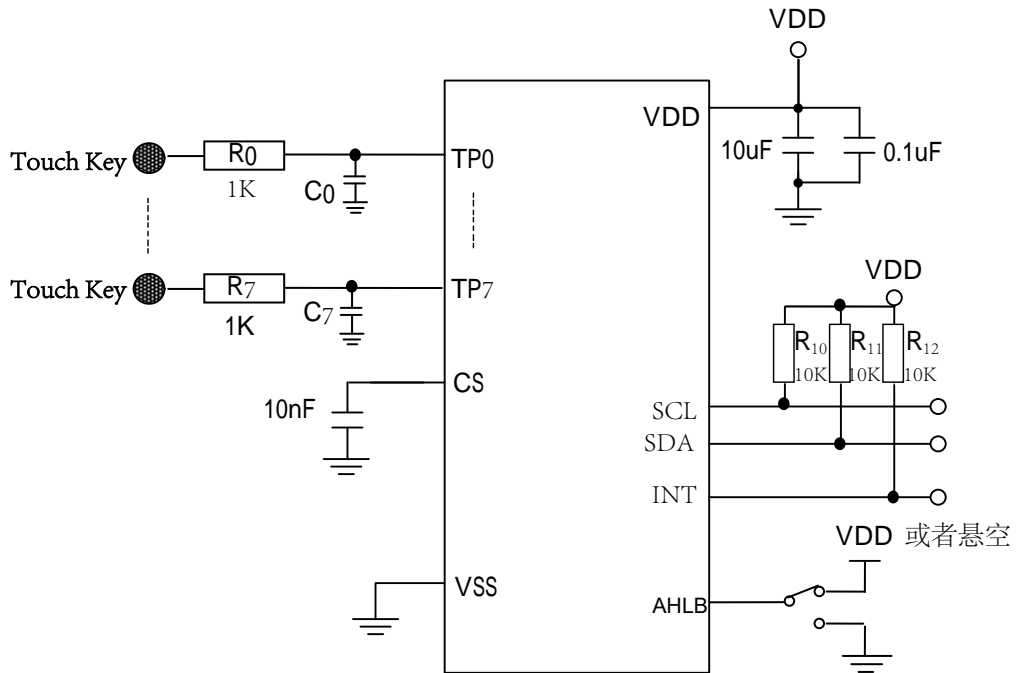 VDD
VDD
10uF
0.1uF
Touch Key
R0
1K
C0
TP0
Touch Key
R7
1K
C7
TP7
CS
10nF
VDD
R10
10K
R11
10K
R12
10K
SCL
SDA
INT
VDD 或者悬空
VSS
AHLB